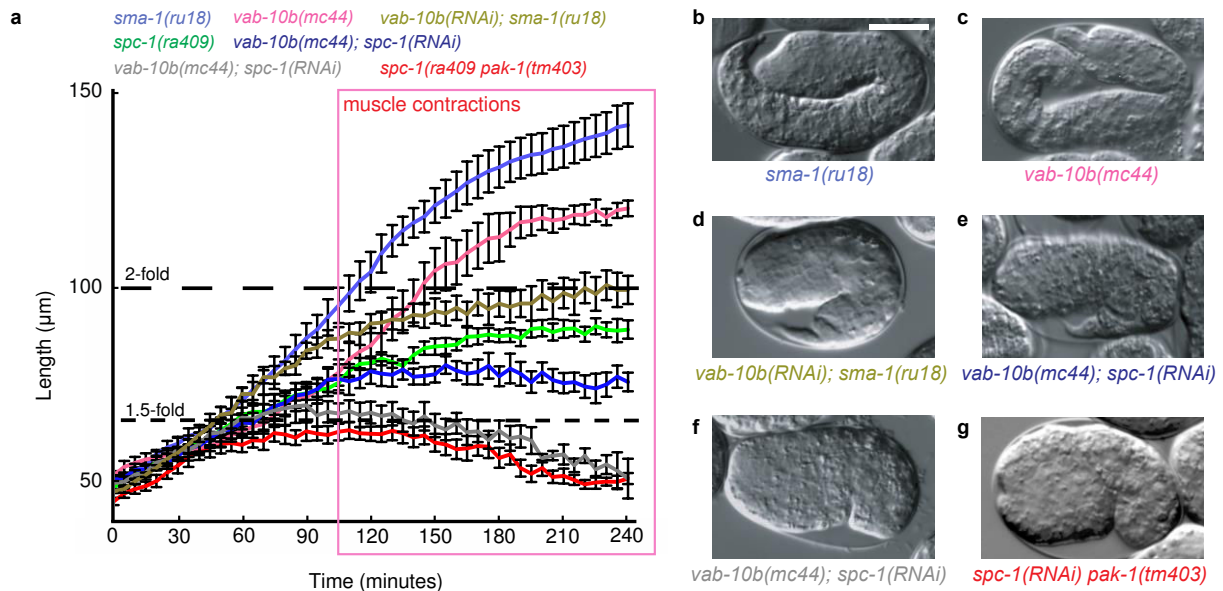 a
sma-1(ru18) vab-10b(mc44) vab-10b(RNAi); sma-1(ru18)
spc-1(ra409) vab-10b(mc44); spc-1(RNAi)
vab-10b(mc44); spc-1(RNAi) spc-1(ra409 pak-1(tm403)
150
muscle contractions
2-fold
100
Length (µm)
1.5-fold
50
0 30 60 90 120 150 180 210 240
Time (minutes)
b
sma-1(ru18)
c
vab-10b(mc44)
d
vab-10b(RNAi); sma-1(ru18)
e
vab-10b(mc44); spc-1(RNAi)
f
vab-10b(mc44); spc-1(RNAi)
g
spc-1(RNAi) pak-1(tm403)